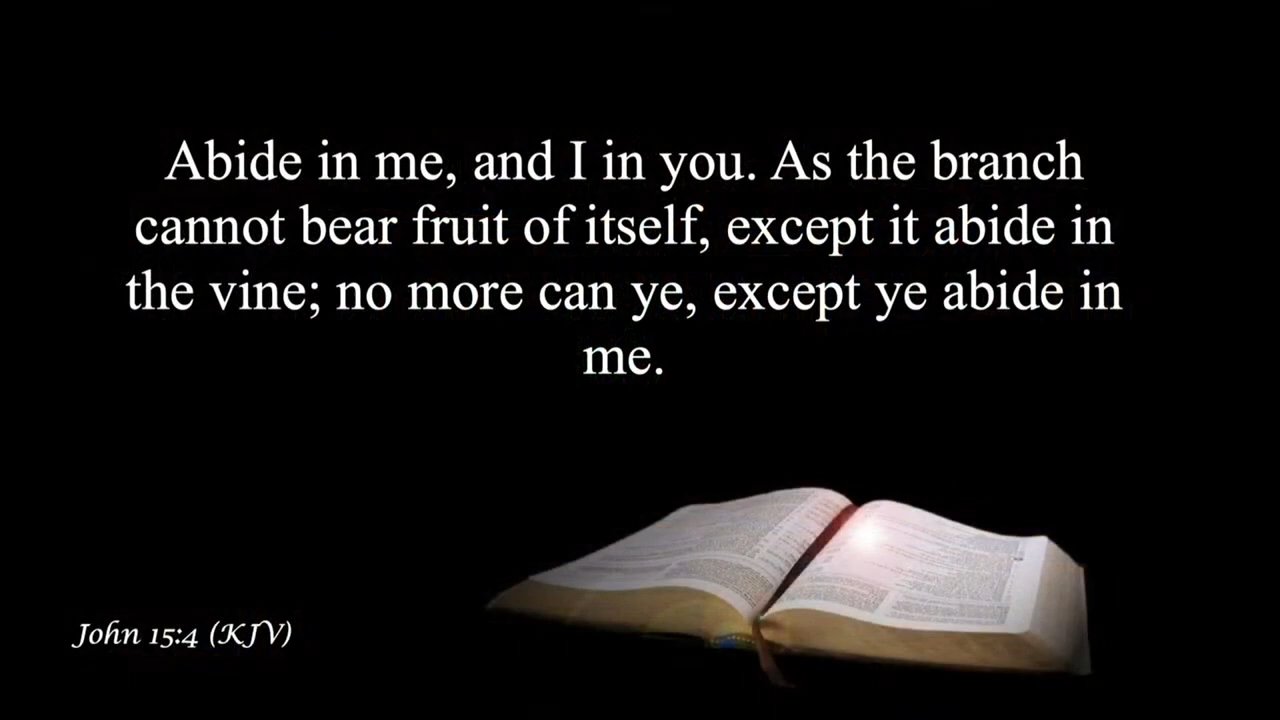 Abide in me, and I in you. As the branch
cannot bear fruit of itself, except it abide in
the vine; no more can ye, except ye abide in
me.
John 15:4 (KJV)